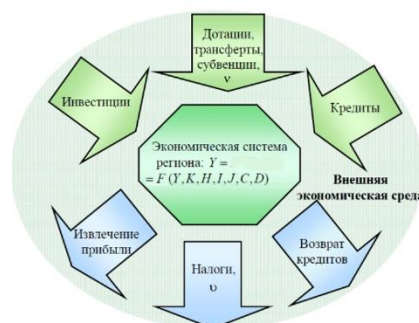 Дотации,
трансферты,
субвенции,
ν
Инвестиции
Кредиты
Экономическая система
региона: Y =
= F (Y, K, H, I, J, C, D)
Внешняя
экономическая среда
Извлечение
прибыли
Налоги,
υ
Возврат
кредитов